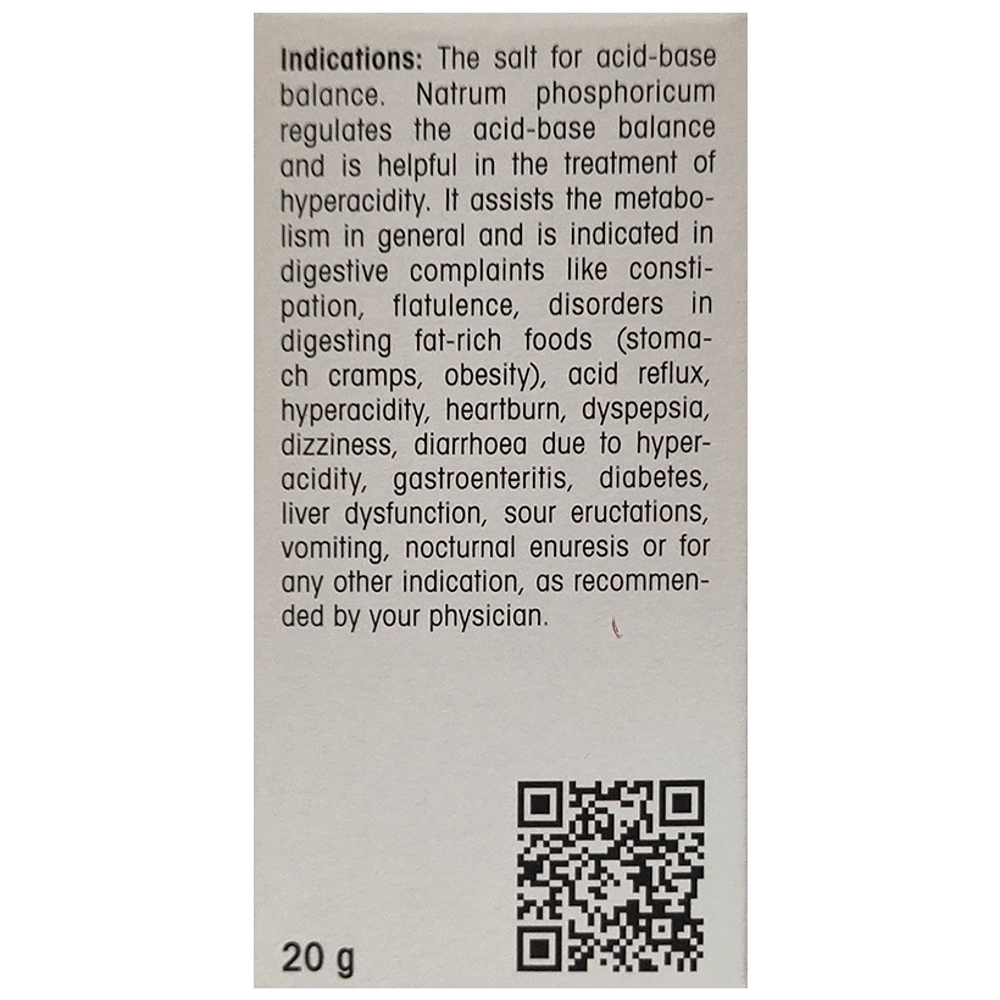 Indications: The salt for acid-base
balance. Natrum phosphoricum
regulates the acid-base balance
and is helpful in the treatment of
hyperacidity. It assists the metabo-
lism in general and is indicated in
digestive complaints like consti-
pation, flatulence, disorders in
digesting fat-rich foods (stoma-
ch cramps, obesity), acid reflux,
hyperacidity, heartburn, dyspepsia,
dizziness, diarrhoea due to hyper-
acidity, gastroenteritis, diabetes,
liver dysfunction, sour eructations,
vomiting, nocturnal enuresis or for
any other indication, as recommen-
ded by your physician.
20 g